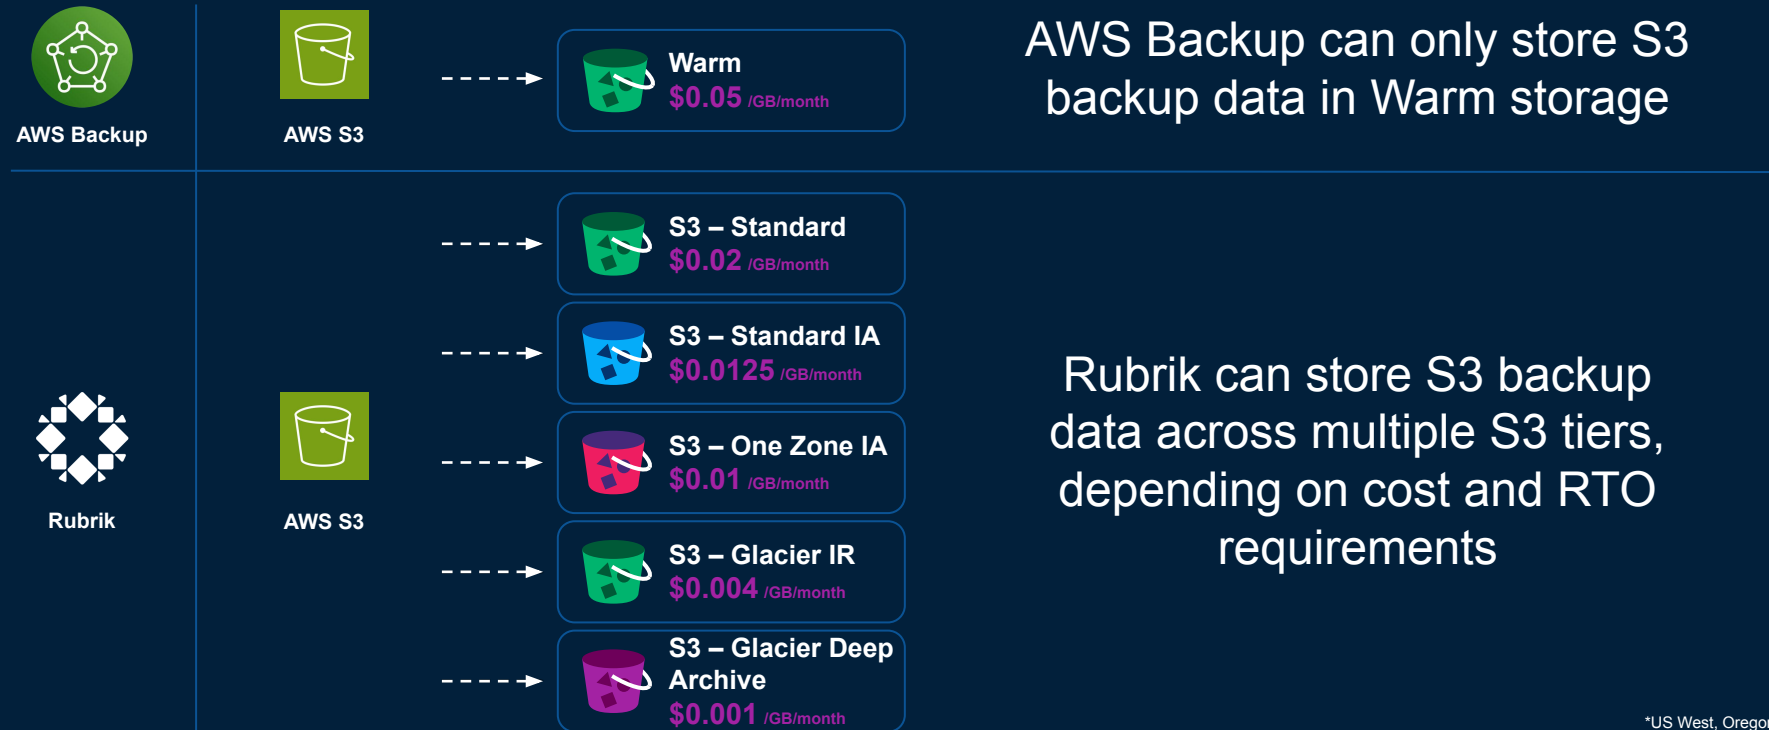 AWS Backup
AWS S3
Warm
$0.05 /GB/month
AWS Backup can only store S3
backup data in Warm storage
Rubrik
AWS S3
S3 – Standard
$0.02 /GB/month
S3 – Standard IA
$0.0125 /GB/month
S3 – One Zone IA
$0.01 /GB/month
S3 – Glacier IR
$0.004 /GB/month
S3 – Glacier Deep
Archive
$0.001 /GB/month
Rubrik can store S3 backup
data across multiple S3 tiers,
depending on cost and RTO
requirements
*US West, Oregon